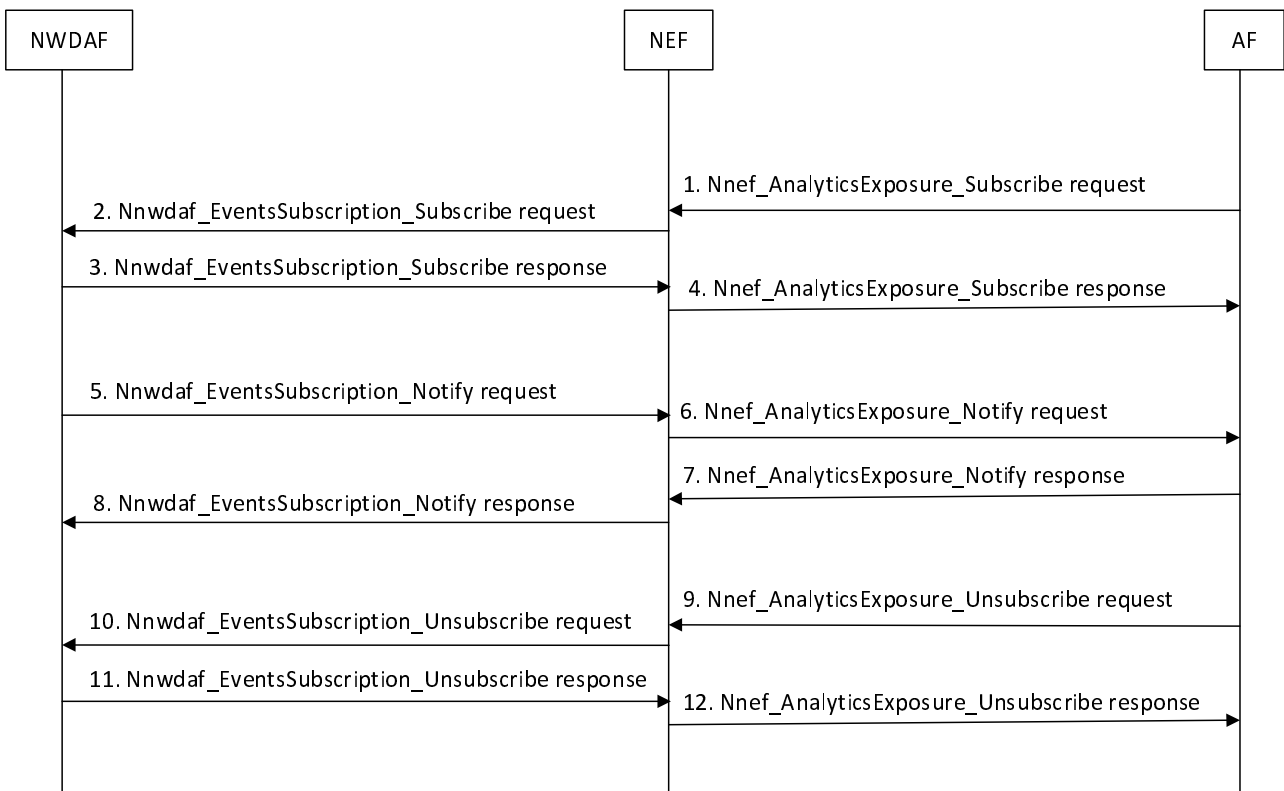 NWDAF
NEF
AF
1. Nnef_AnalyticsExposure_Subscribe request
2. Nnwdaf_EventsSubscription_Subscribe request
3. Nnwdaf_EventsSubscription_Subscribe response
4. Nnef_AnalyticsExposure_Subscribe response
5. Nnwdaf_EventsSubscription_Notify request
6. Nnef_AnalyticsExposure_Notify request
7. Nnef_AnalyticsExposure_Notify response
8. Nnwdaf_EventsSubscription_Notify response
9. Nnef_AnalyticsExposure_Unsubscribe request
10. Nnwdaf_EventsSubscription_Unsubscribe request
11. Nnwdaf_EventsSubscription_Unsubscribe response
12. Nnef_AnalyticsExposure_Unsubscribe response